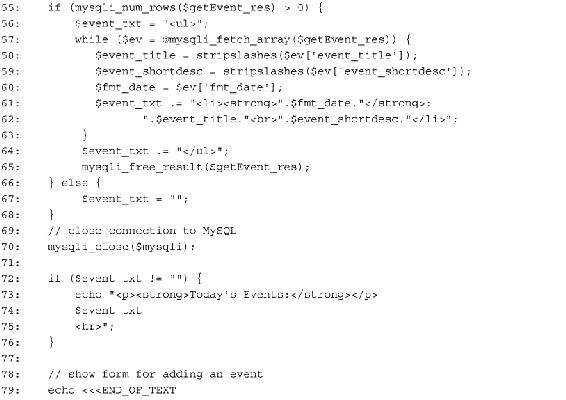 55:    if (mysqli_num_rows($getEvent_res) > 0) {
56:        $event_txt = "<ul>";
57:        while ($ev = @mysqli_fetch_array($getEvent_res)) {
58:           $event_title = stripslashes($ev['event_title']);
59:           $event_shortdesc = stripslashes($ev['event_shortdesc']);
60:           $fmt_date = $ev['fmt_date'];
61:           $event_txt .= "<li><strong>".$fmt_date."</strong>:
62:                 ".$event_title."<br>".$event_shortdesc."</li>";
63:         }
64:         $event_txt .= "</ul>";
65:         mysqli_free_result($getEvent_res);
66:    } else {
67:         $event_txt = "";
68:    }
69:    // close connection to MySQL
70:    mysqli_close($mysqli);
71:
72:    if ($event_txt != "") {
73:        echo "<p><strong>Today's Events:</strong></p>
74:        $event_txt
75:        <hr>";
76:    }
77:
78:    // show form for adding an event
79:    echo <<<END_OF_TEXT